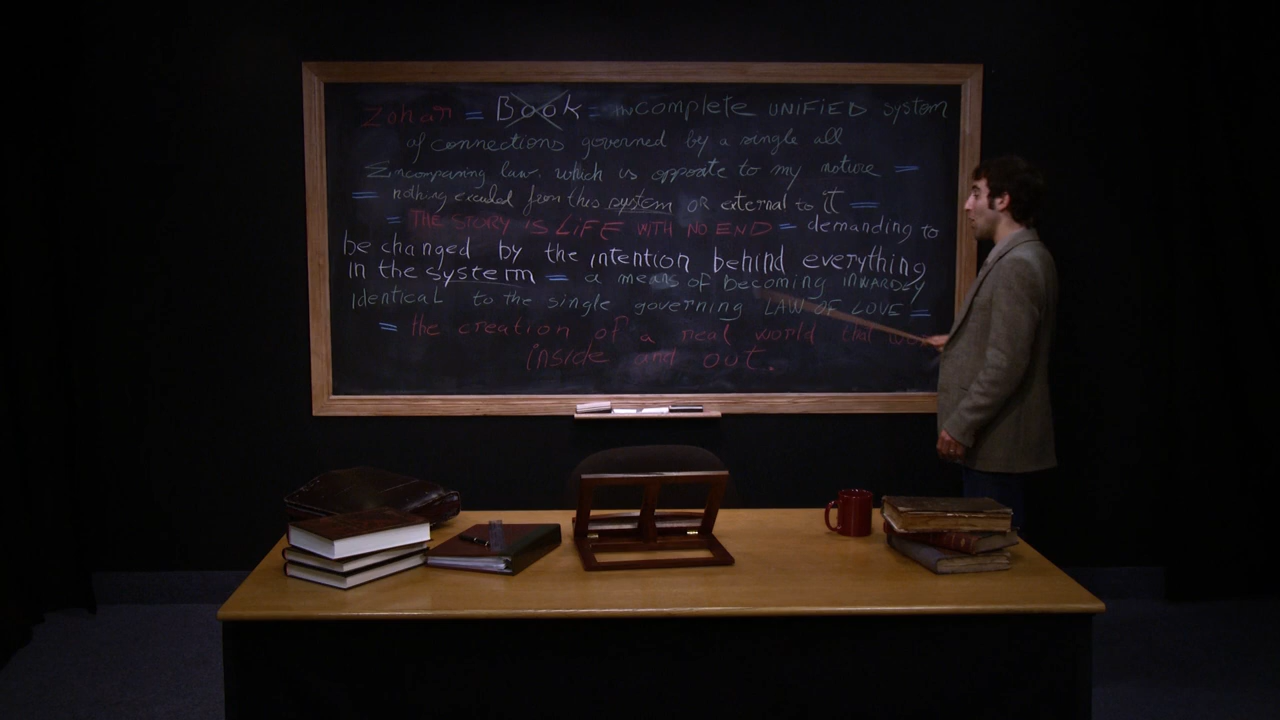 Zohar = Book = incomplete UNIFIED system
of connections governed by a single all
Encompasing law, which is opposite to my nature =
= nothing exculed from this system OR external to IT =
= THE STORY IS LIFE WITH NO END = demanding to
be changed by the intention behind everything
in the system = a means of becoming INWARDLY
Identical to the single governing LAW OF LOVE =
= the creation of a real world that
inside and out.